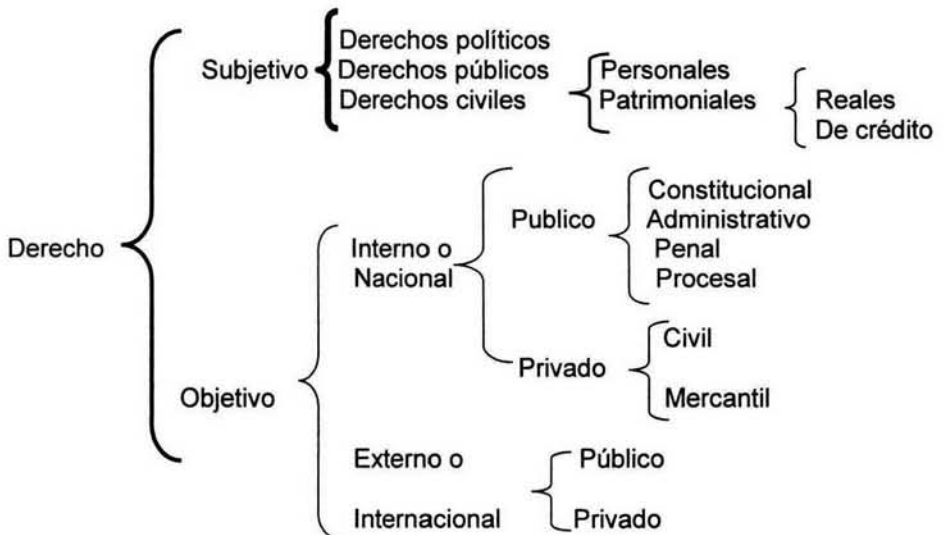 Derecho
Subjetivo
Derechos políticos
Derechos públicos
Derechos civiles
Personales
Patrimoniales
Reales
De crédito
Objetivo
Interno o
Nacional
Publico
Constitucional
Administrativo
Penal
Procesal
Privado
Civil
Mercantil
Externo o
Internacional
Público
Privado